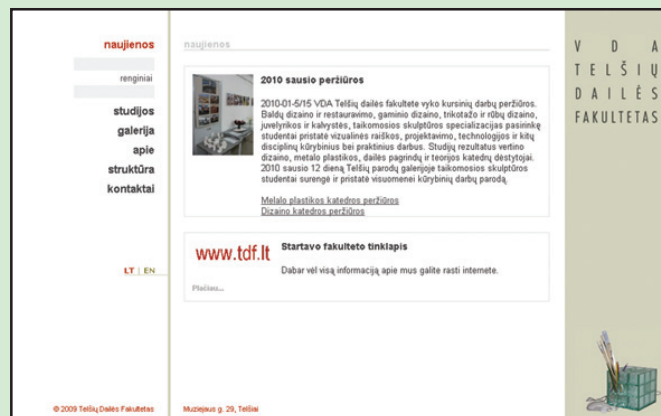 naujienos
renginiai
studijos
galerija
apie
struktūra
kontaktai
LT | EN
© 2009 Telšių Dailės Fakultetas
naujienos
2010 sausio peržiūros
2010-01-5/15 VDA Telšių dailės fakultete vyko kursinių darbų peržiūros.
Baldų dizaino ir restauravimo, gaminio dizaino, trikotažo ir rūbų dizaino,
juvelyrikos ir kalvystės, taikomosios skulptūros specializacijas pasirinkę
studentai pristatė vizualinės raiškos, projektavimo, technologijos ir kitų
disciplinų kūrybinius bei praktinius darbus. Studijų rezultatus vertino
dizaino, metalo plastikos, dailės pagrindų ir teorijos katedrų dėstytojai.
2010 sausio 12 dieną Telšių parodų galerijoje taikomosios skulptūros
studentai surengė ir pristatė visuomenei kūrybinių darbų parodą.
Melalo plastikos katedros peržiūros
Dizaino katedros peržiūros
www.tdf.lt
Startavo fakulteto tinklapis
Dabar vėl visą informaciją apie mus galite rasti internete.
Plačiau...
Muziejaus g. 29, Telšiai
VDA
TELŠIŲ
DAILĖS
FAKULTETAS